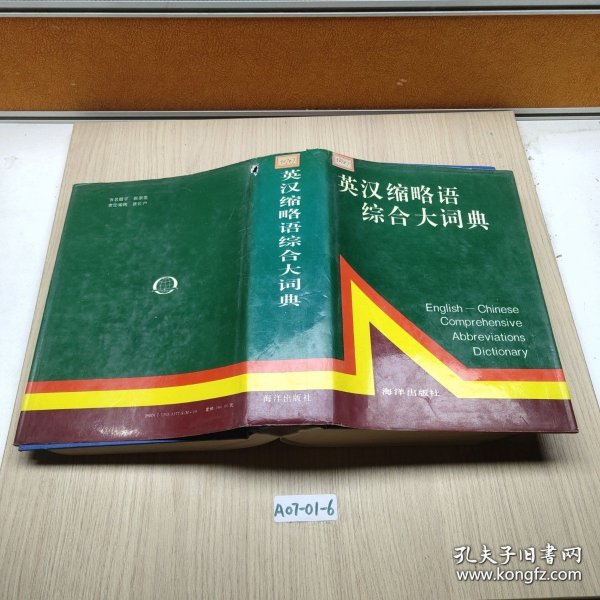 英汉缩略语
综合大词典
English－Chinese
Comprehensive
Abbreviations
Dictionary
海洋出版社
英汉缩略语综合大词典
海洋出版社
A07-01-6
孔夫子旧书网
www.kongfz.com